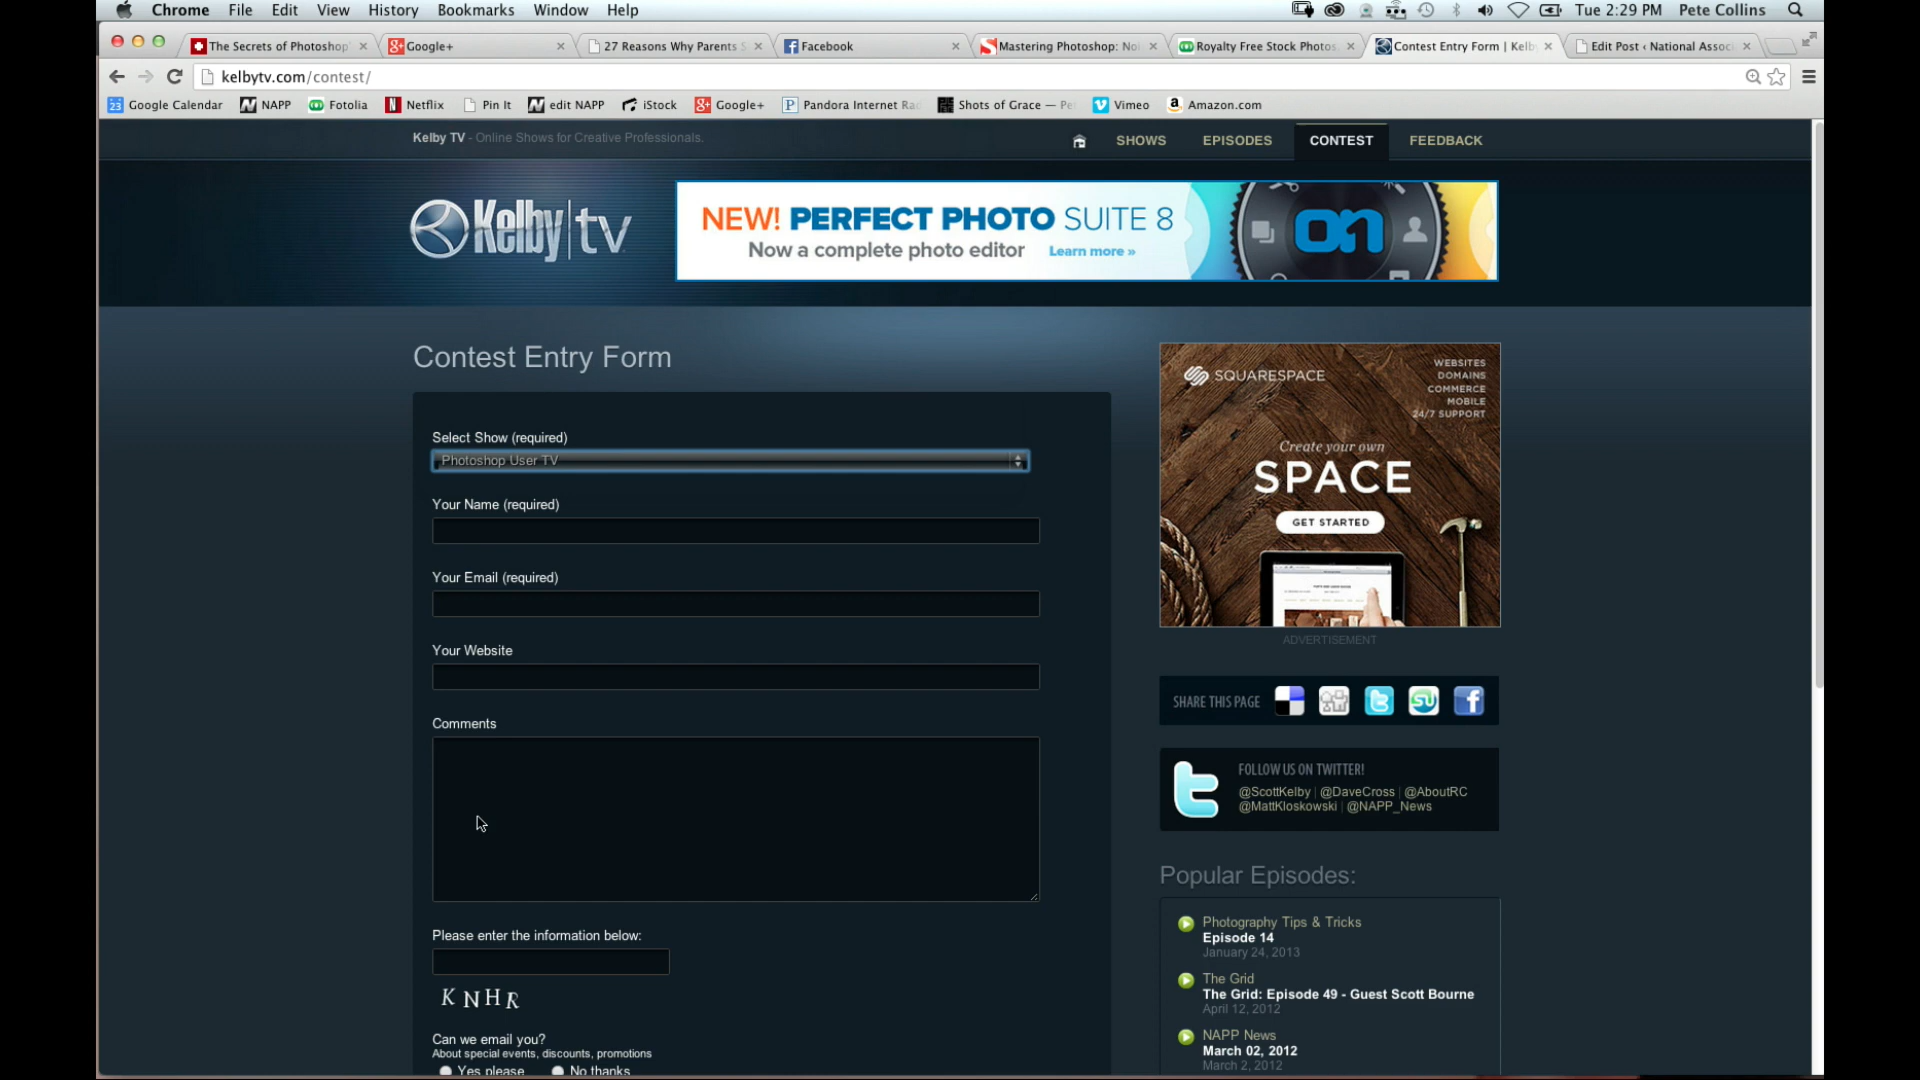 Chrome File Edit View History Bookmarks Window Help Tue 2:29 PM Pete Collins
The Secrets of Photoshop Google+ 27 Reasons Why Parents S Facebook Mastering Photoshop: Noi Royalty Free Stock Photos, Contest Entry Form | Kelb Edit Post ‹ National Assoc
kelbytv.com/contest/
23 Google Calendar NAPP Fotolia Netflix Pin It edit NAPP iStock Google+ Pandora Internet Rad Shots of Grace — Pe Vimeo Amazon.com
Kelby TV - Online Shows for Creative Professionals.
SHOWS EPISODES CONTEST FEEDBACK
Kelby tv
NEW! PERFECT PHOTO SUITE 8
Now a complete photo editor Learn more »
on
Contest Entry Form
Select Show (required)
Photoshop User TV
Your Name (required)
Your Email (required)
Your Website
Comments
Please enter the information below:
K N H R
Can we email you?
About special events, discounts, promotions
Yes please No thanks
SQUARESPACE
WEBSITES
DOMAINS
COMMERCE
MOBILE
24/7 SUPPORT
Create your own
SPACE
GET STARTED
ADVERTISEMENT
SHARE THIS PAGE
FOLLOW US ON TWITTER!
@ScottKelby | @DaveCross | @AboutRC
@MattKloskowski | @NAPP_News
Popular Episodes:
Photography Tips & Tricks
Episode 14
January 24, 2013
The Grid
The Grid: Episode 49 - Guest Scott Bourne
April 12, 2012
NAPP News
March 02, 2012
March 2, 2012